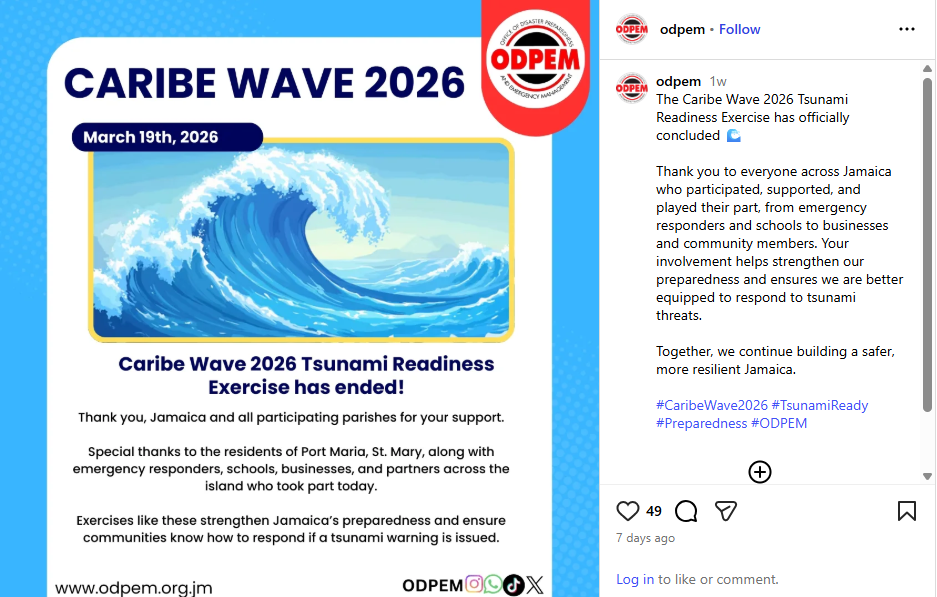 OFFICE OF DISASTER PREPAREDNESS
ODPEM
AND EMERGENCY MANAGEMENT
CARIBE WAVE 2026
March 19th, 2026
Caribe Wave 2026 Tsunami Readiness
Exercise has ended!
Thank you, Jamaica and all participating parishes for your support.
Special thanks to the residents of Port Maria, St. Mary, along with
emergency responders, schools, businesses, and partners across the
island who took part today.
Exercises like these strengthen Jamaica's preparedness and ensure
communities know how to respond if a tsunami warning is issued.
www.odpem.org.jm
ODPEM
ODPEM
odpem • Follow
ODPEM
odpem 1w
The Caribe Wave 2026 Tsunami
Readiness Exercise has officially
concluded 🌊
Thank you to everyone across Jamaica
who participated, supported, and
played their part, from emergency
responders and schools to businesses
and community members. Your
involvement helps strengthen our
preparedness and ensures we are better
equipped to respond to tsunami
threats.
Together, we continue building a safer,
more resilient Jamaica.
#CaribeWave2026 #TsunamiReady
#Preparedness #ODPEM
49
7 days ago
Log in to like or comment.